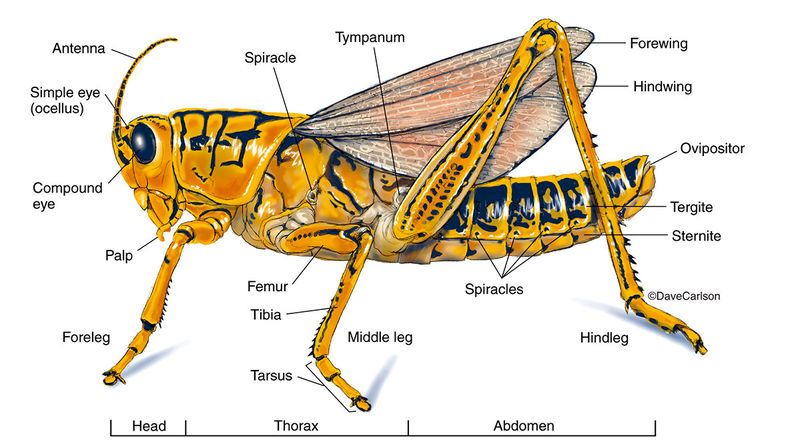 Antenna
Simple eye
(ocellus)
Compound
eye
Palp
Foreleg
Spiracle
Tympanum
Forewing
Hindwing
Ovipositor
Tergite
Sternite
Spiracles
©DaveCarlson
Femur
Tibia
Middle leg
Tarsus
Hindleg
Head
Thorax
Abdomen